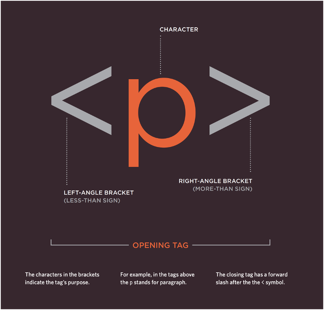 CHARACTER
<p>
LEFT-ANGLE BRACKET
(LESS-THAN SIGN)
RIGHT-ANGLE BRACKET
(MORE-THAN SIGN)
OPENING TAG
The characters in the brackets
indicate the tag's purpose.
For example, in the tags above
the p stands for paragraph.
The closing tag has a forward
slash after the the < symbol.